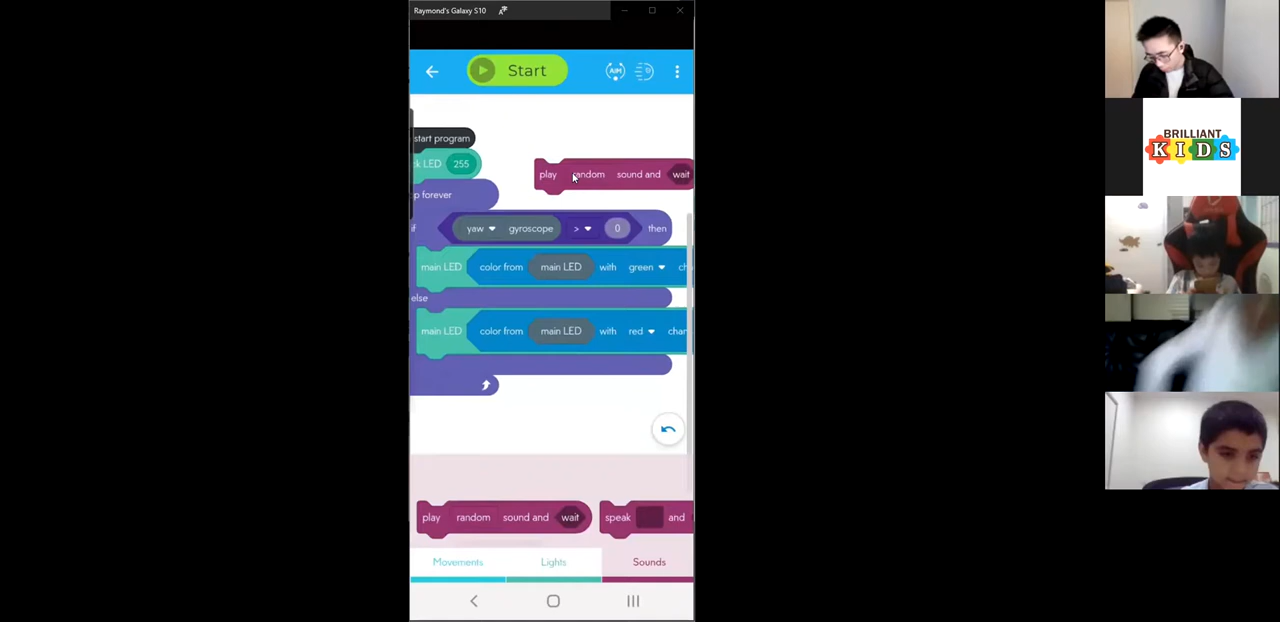 Raymond's Galaxy S10
Start
AIM
start program
LED 255
forever
play random sound and wait
if yaw gyroscope > 0 then
main LED color from main LED with green
else
main LED color from main LED with red
play random sound and wait
speak and
Movements Lights Sounds
BRILLIANT
KIDS